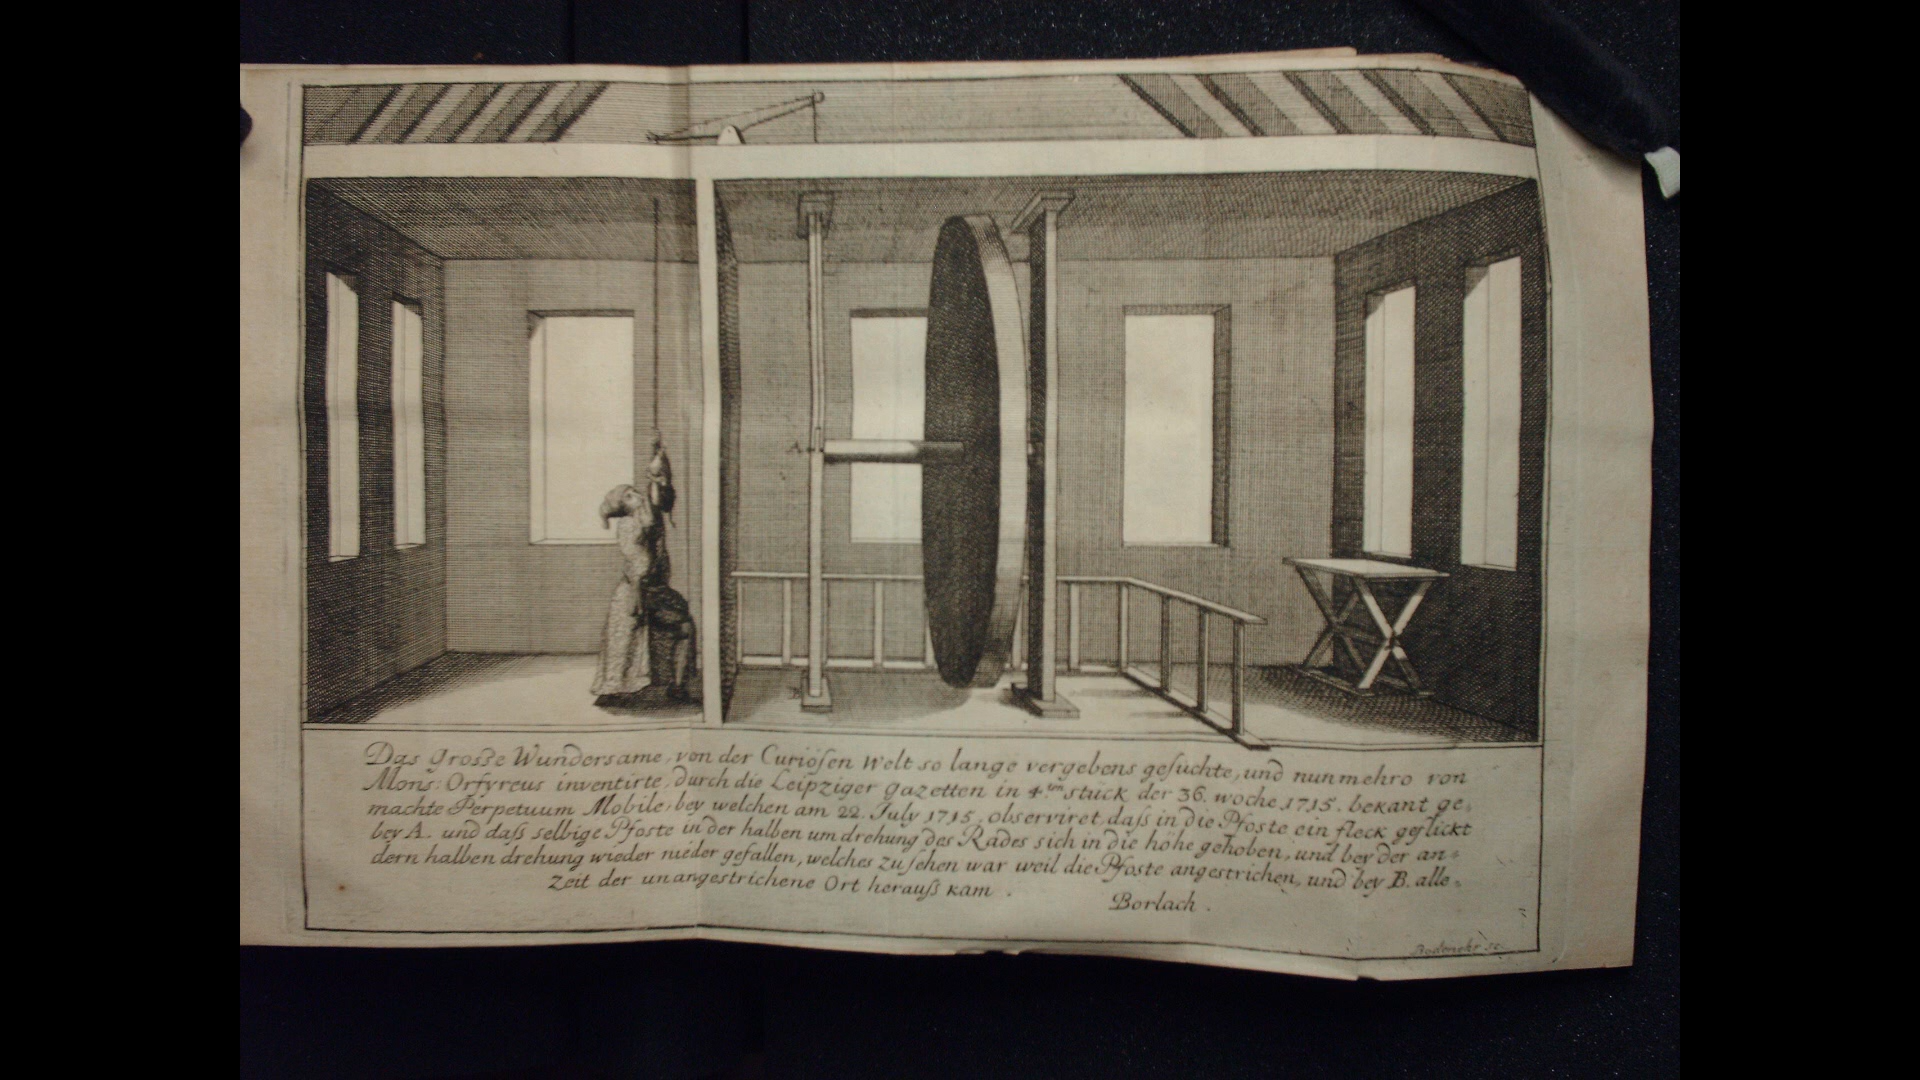 A
B
Das große Wundersame, von der Curiösen Welt so lange vergebens gesuchte, und nunmehro von
Mons: Orfyreus inventirte, durch die Leipziger gazetten in 4.ten stück der 36. woche 1715. bekant ge-
machte Perpetuum Mobile, bey welchen am 22. July 1715. observiret, daß in die Pfoste ein fleck geflickt
bey A. und daß selbige Pfoste in der halben umdrehung des Rades sich in die höhe gehoben, und bey der an-
dern halben drehung wieder nieder gefallen, welches zu sehen war weil die Pfoste angestrichen, und bey B. alle-
Zeit der unangestrichene Ort herauß kam.
Borlach.
Bodenehr sc.